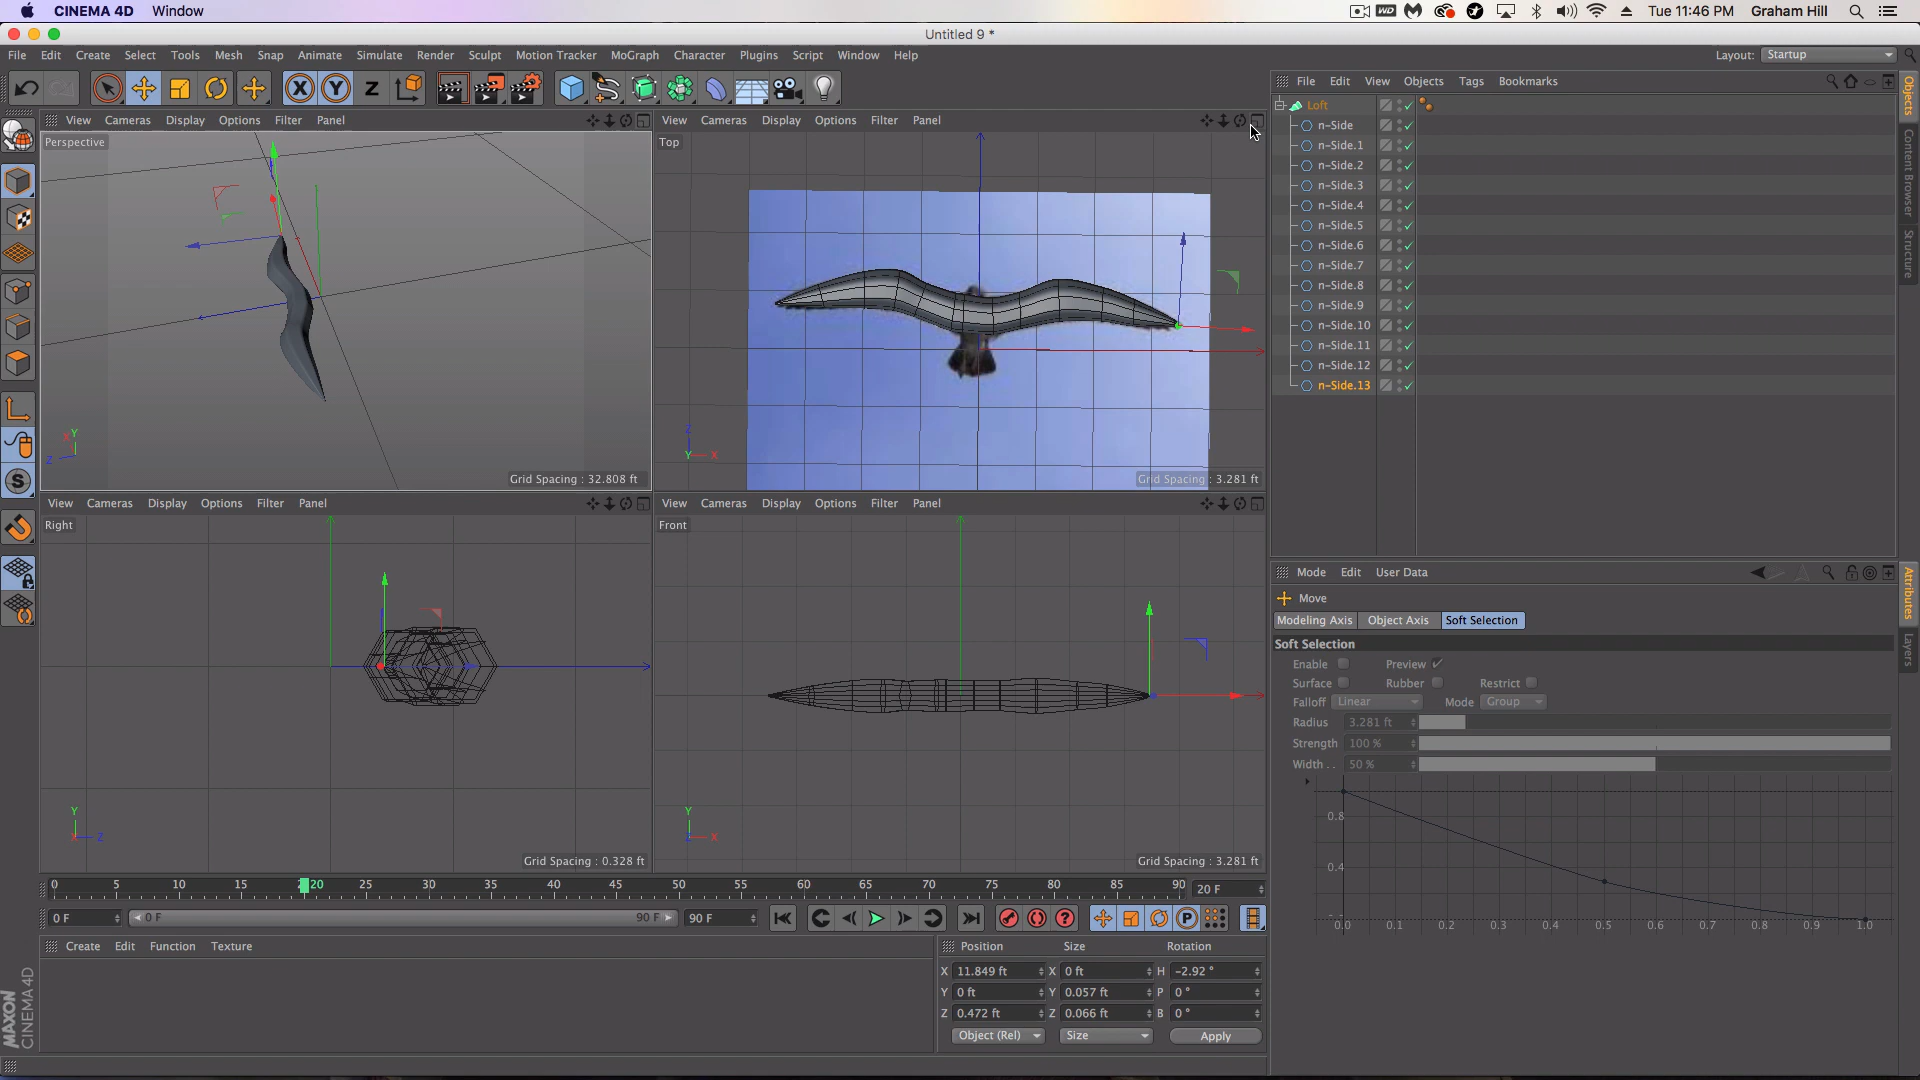 CINEMA 4D Window Tue 11:46 PM Graham Hill
Untitled 9 *
File Edit Create Select Tools Mesh Snap Animate Simulate Render Sculpt Motion Tracker MoGraph Character Plugins Script Window Help Layout: Startup
X Y Z
File Edit View Objects Tags Bookmarks
View Cameras Display Options Filter Panel
View Cameras Display Options Filter Panel
Perspective
Top
Loft
n-Side
n-Side.1
n-Side.2
n-Side.3
n-Side.4
n-Side.5
n-Side.6
n-Side.7
n-Side.8
n-Side.9
n-Side.10
n-Side.11
n-Side.12
n-Side.13
Objects
Content Browser
Structure
Y
X
Z
Z
Y X
Grid Spacing : 32.808 ft
Grid Spacing : 3.281 ft
View Cameras Display Options Filter Panel
View Cameras Display Options Filter Panel
Right
Front
Y
X Z
Y
Z X
Grid Spacing : 0.328 ft
Grid Spacing : 3.281 ft
Mode Edit User Data
Move
Modeling Axis Object Axis Soft Selection
Soft Selection
Enable Preview
Surface Rubber Restrict
Falloff Linear Mode Group
Radius 3.281 ft
Strength 100 %
Width . . 50 %
0.8
0.4
0.0 0.1 0.2 0.3 0.4 0.5 0.6 0.7 0.8 0.9 1.0
Attributes
Layers
0 5 10 15 20 25 30 35 40 45 50 55 60 65 70 75 80 85 90 20 F
0 F 0 F 90 F 90 F
P
Create Edit Function Texture
Position Size Rotation
X 11.849 ft X 0 ft H -2.92 °
Y 0 ft Y 0.057 ft P 0 °
Z 0.472 ft Z 0.066 ft B 0 °
Object (Rel) Size Apply
MAXON
CINEMA 4D